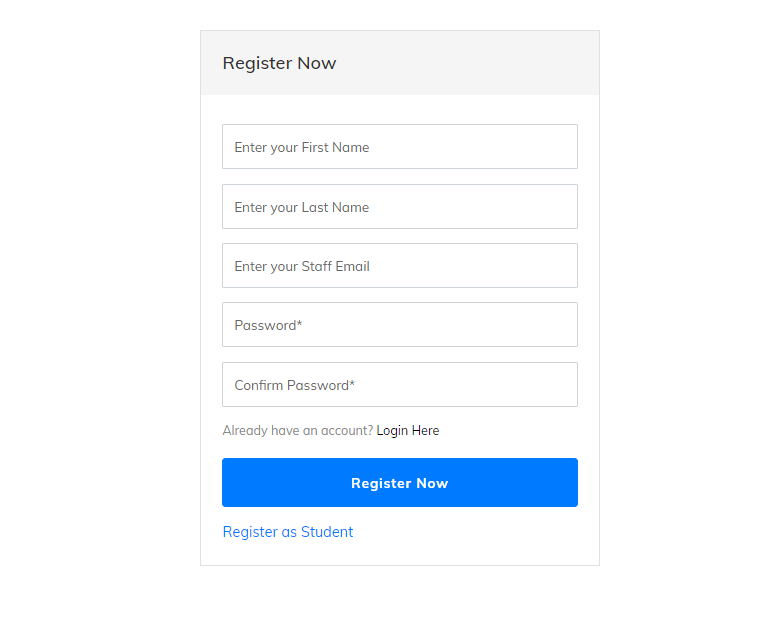 Register Now
Enter your First Name
Enter your Last Name
Enter your Staff Email
Password*
Confirm Password*
Already have an account? Login Here
Register Now
Register as Student